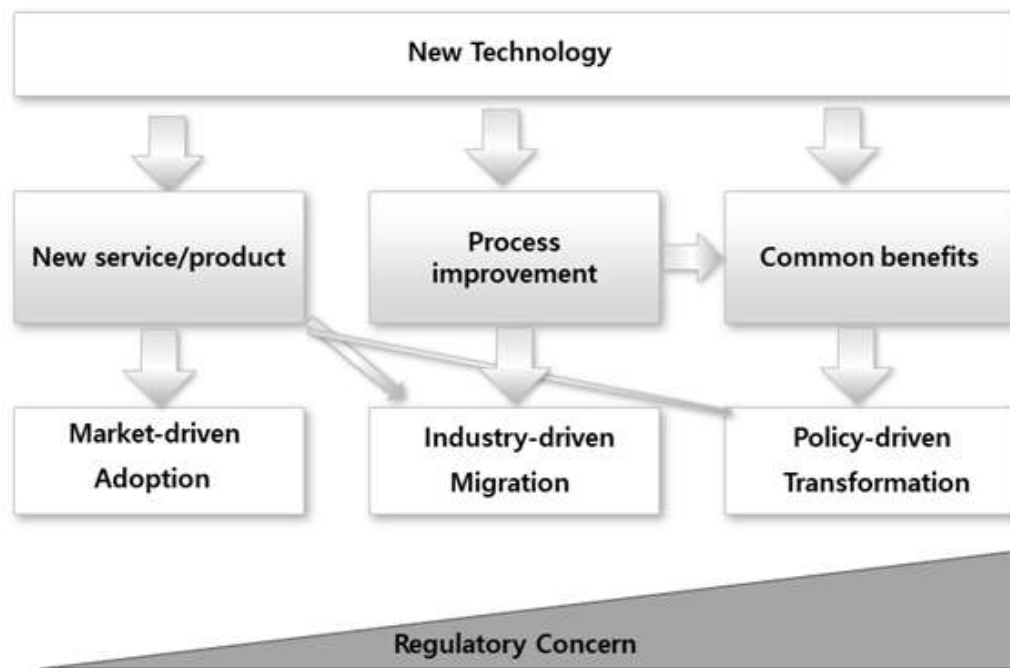 New Technology
New service/product
Process
improvement
Common benefits
Market-driven
Adoption
Industry-driven
Migration
Policy-driven
Transformation
Regulatory Concern